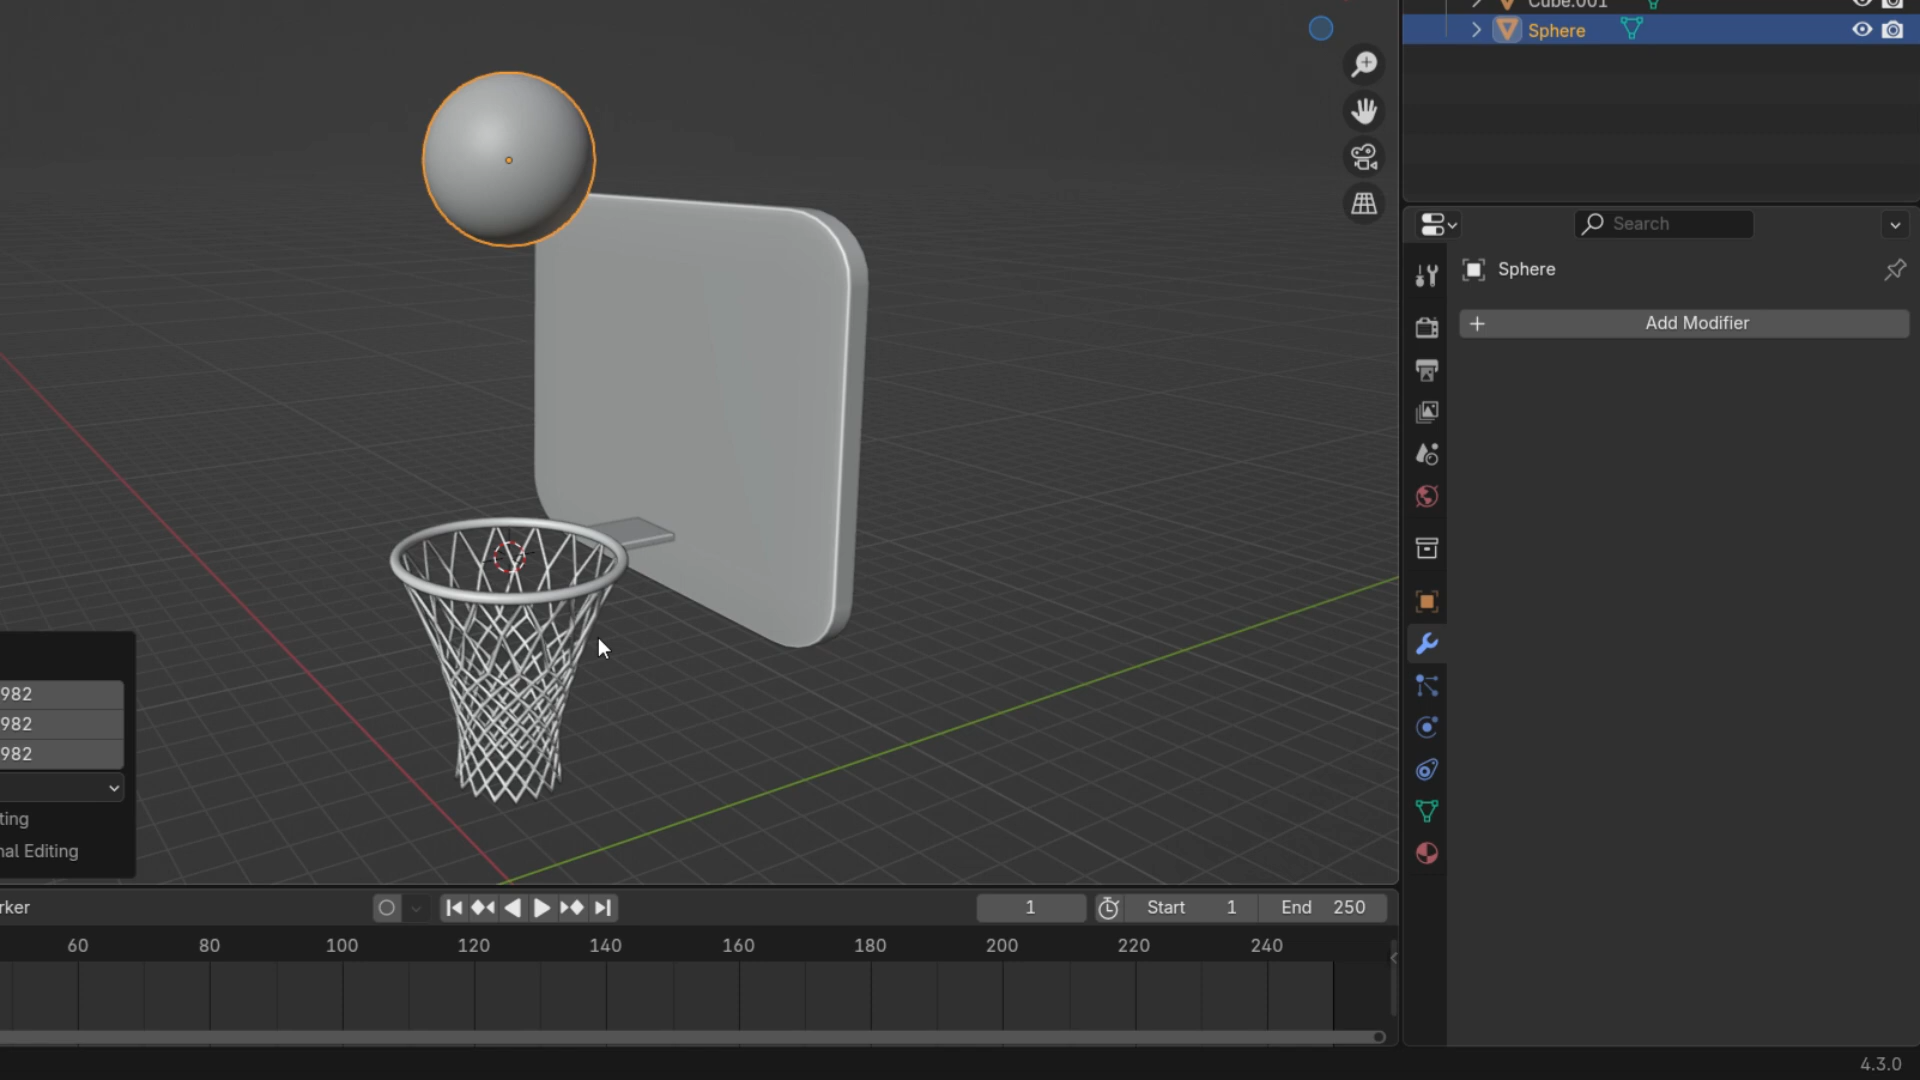 Cube.001
Sphere
Search
Sphere
Add Modifier
982
982
982
ting
nal Editing
rker
1
Start 1
End 250
60 80 100 120 140 160 180 200 220 240
4.3.0